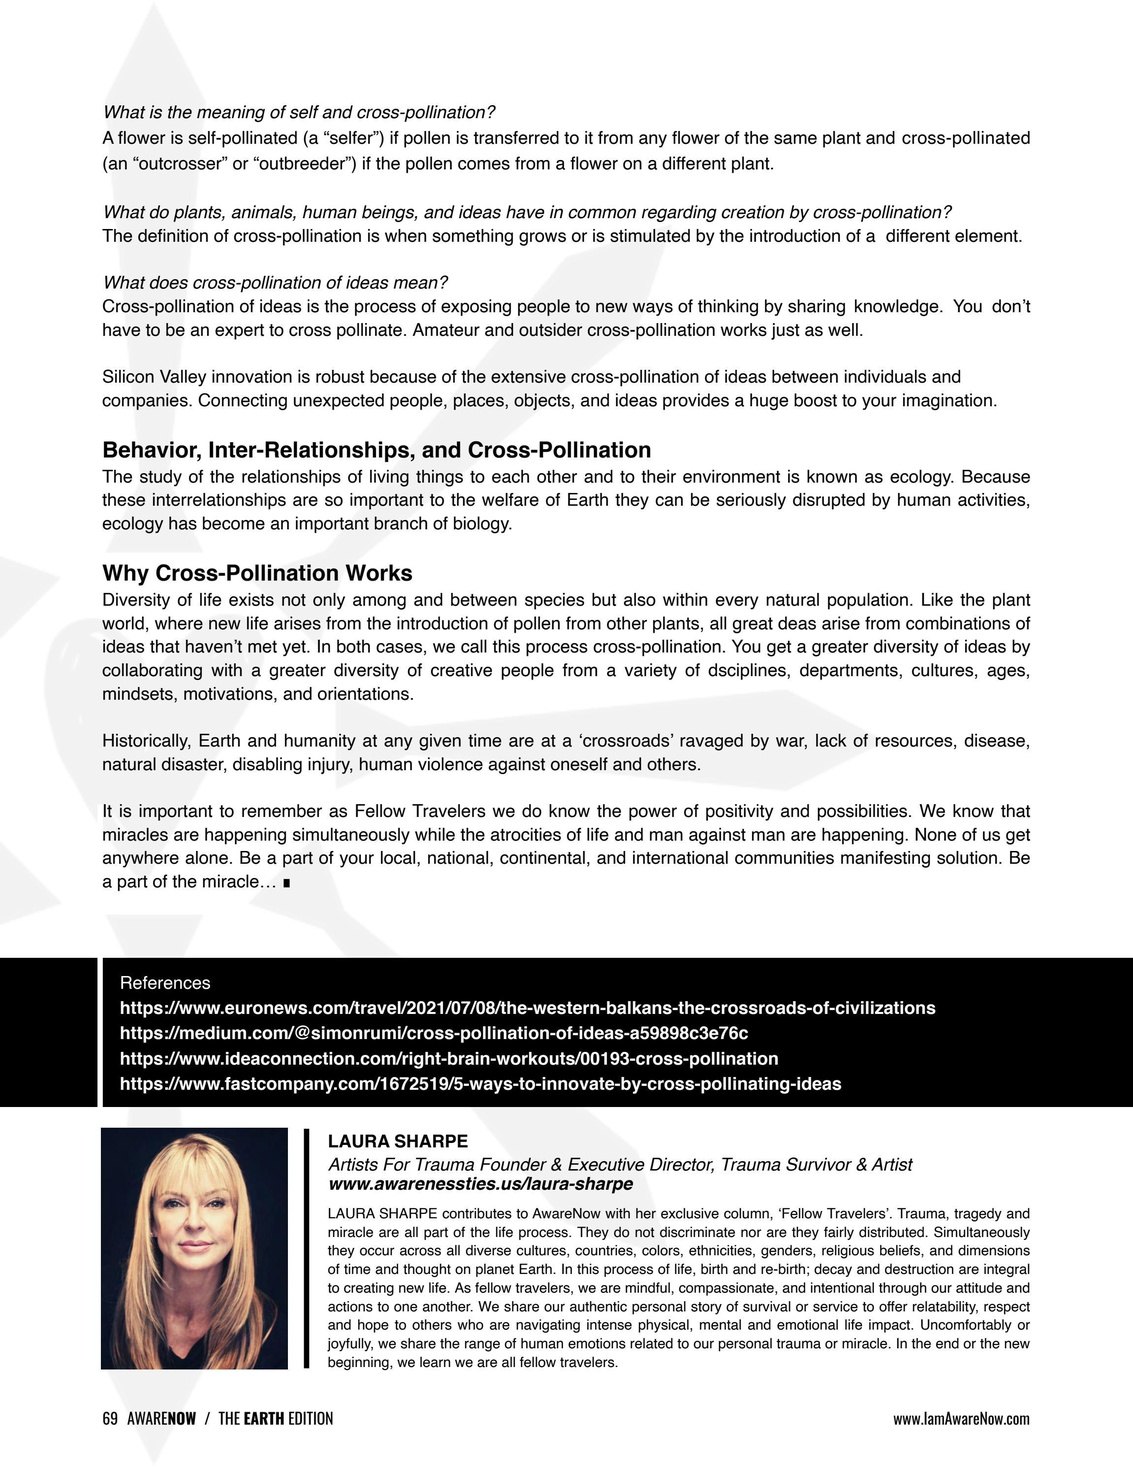 What is the meaning of self and cross-pollination?
A flower is self-pollinated (a “selfer”) if pollen is transferred to it from any flower of the same plant and cross-pollinated
(an “outcrosser” or “outbreeder”) if the pollen comes from a flower on a different plant.
What do plants, animals, human beings, and ideas have in common regarding creation by cross-pollination?
The definition of cross-pollination is when something grows or is stimulated by the introduction of a different element.
What does cross-pollination of ideas mean?
Cross-pollination of ideas is the process of exposing people to new ways of thinking by sharing knowledge. You don’t
have to be an expert to cross pollinate. Amateur and outsider cross-pollination works just as well.
Silicon Valley innovation is robust because of the extensive cross-pollination of ideas between individuals and
companies. Connecting unexpected people, places, objects, and ideas provides a huge boost to your imagination.
Behavior, Inter-Relationships, and Cross-Pollination
The study of the relationships of living things to each other and to their environment is known as ecology. Because
these interrelationships are so important to the welfare of Earth they can be seriously disrupted by human activities,
ecology has become an important branch of biology.
Why Cross-Pollination Works
Diversity of life exists not only among and between species but also within every natural population. Like the plant
world, where new life arises from the introduction of pollen from other plants, all great deas arise from combinations of
ideas that haven’t met yet. In both cases, we call this process cross-pollination. You get a greater diversity of ideas by
collaborating with a greater diversity of creative people from a variety of dsciplines, departments, cultures, ages,
mindsets, motivations, and orientations.
Historically, Earth and humanity at any given time are at a ‘crossroads’ ravaged by war, lack of resources, disease,
natural disaster, disabling injury, human violence against oneself and others.
It is important to remember as Fellow Travelers we do know the power of positivity and possibilities. We know that
miracles are happening simultaneously while the atrocities of life and man against man are happening. None of us get
anywhere alone. Be a part of your local, national, continental, and international communities manifesting solution. Be
a part of the miracle… ∎
References
https://www.euronews.com/travel/2021/07/08/the-western-balkans-the-crossroads-of-civilizations
https://medium.com/@simonrumi/cross-pollination-of-ideas-a59898c3e76c
https://www.ideaconnection.com/right-brain-workouts/00193-cross-pollination
https://www.fastcompany.com/1672519/5-ways-to-innovate-by-cross-pollinating-ideas
LAURA SHARPE
Artists For Trauma Founder & Executive Director, Trauma Survivor & Artist
www.awarenessties.us/laura-sharpe
LAURA SHARPE contributes to AwareNow with her exclusive column, ‘Fellow Travelers’. Trauma, tragedy and
miracle are all part of the life process. They do not discriminate nor are they fairly distributed. Simultaneously
they occur across all diverse cultures, countries, colors, ethnicities, genders, religious beliefs, and dimensions
of time and thought on planet Earth. In this process of life, birth and re-birth; decay and destruction are integral
to creating new life. As fellow travelers, we are mindful, compassionate, and intentional through our attitude and
actions to one another. We share our authentic personal story of survival or service to offer relatability, respect
and hope to others who are navigating intense physical, mental and emotional life impact. Uncomfortably or
joyfully, we share the range of human emotions related to our personal trauma or miracle. In the end or the new
beginning, we learn we are all fellow travelers.
69 AWARENOW / THE EARTH EDITION
www.IamAwareNow.com